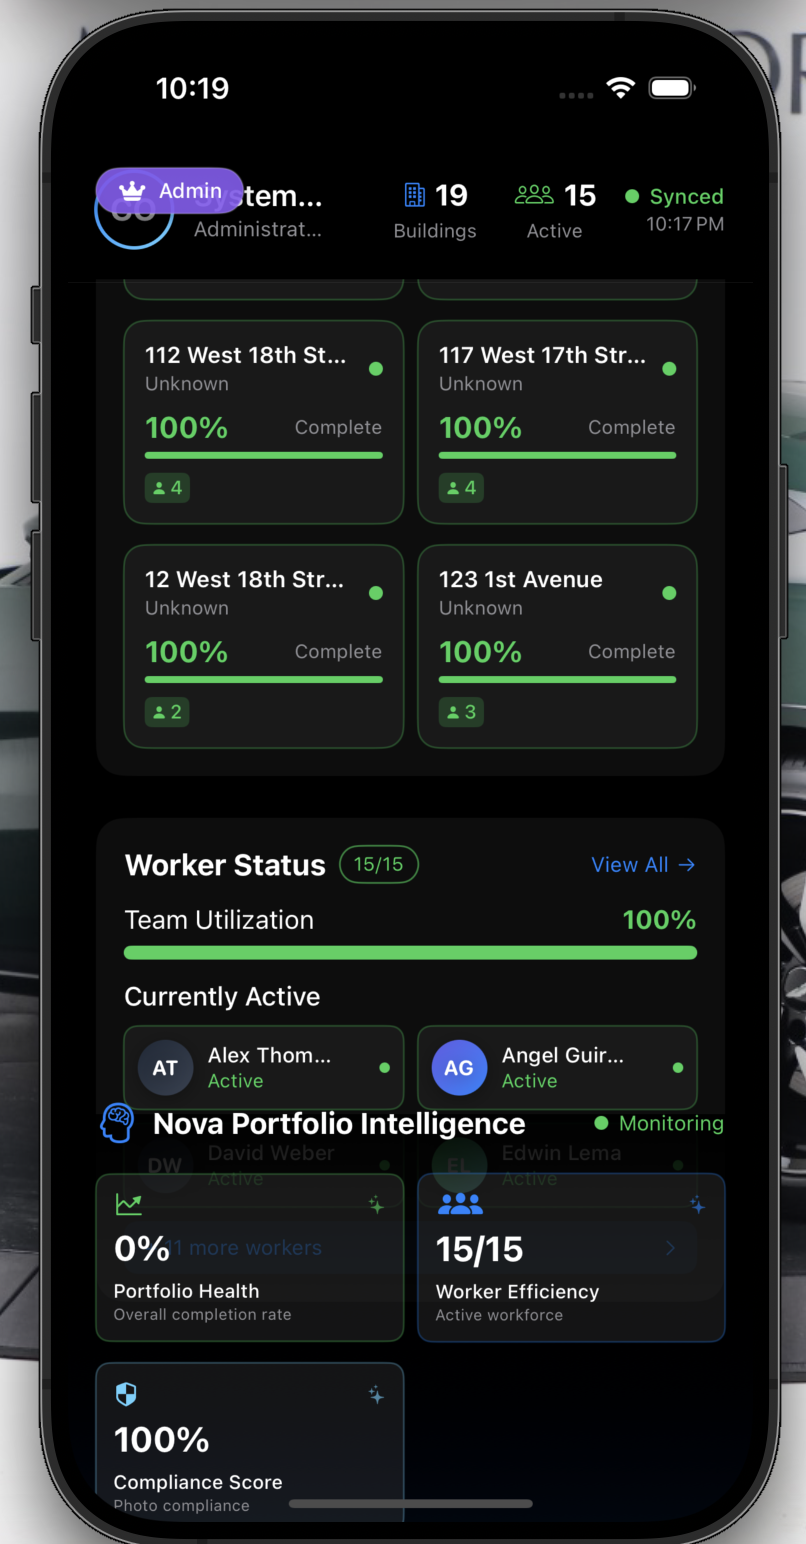 10:19
Admin
System...
Administrat...
19
Buildings
15
Active
Synced
10:17 PM
112 West 18th St...
Unknown
100%
Complete
4
117 West 17th Str...
Unknown
100%
Complete
4
12 West 18th Str...
Unknown
100%
Complete
2
123 1st Avenue
Unknown
100%
Complete
3
Worker Status
15/15
View All →
Team Utilization
100%
Currently Active
AT
Alex Thom...
Active
AG
Angel Guir...
Active
Nova Portfolio Intelligence
Monitoring
DW
David Weber
Active
EL
Edwin Lema
Active
11 more workers
0%
Portfolio Health
Overall completion rate
15/15
Worker Efficiency
Active workforce
100%
Compliance Score
Photo compliance